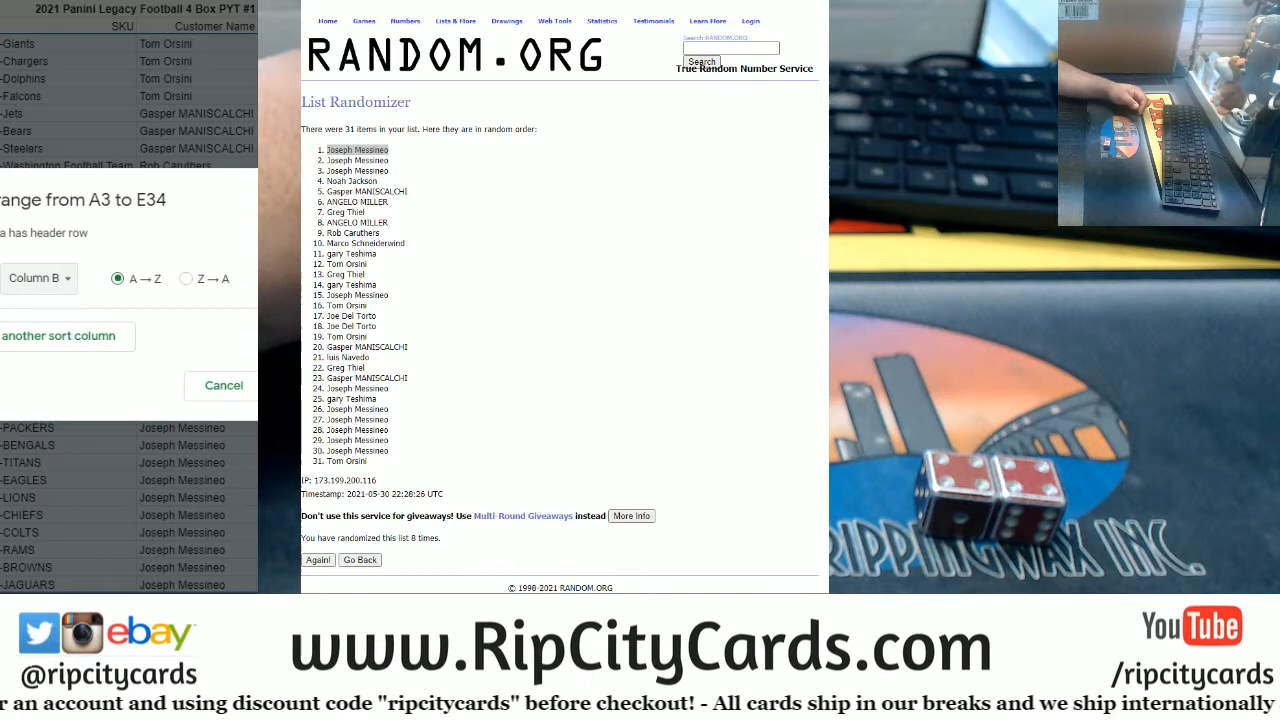 2021 Panini Legacy Football 4 Box PYT #1
SKU Customer Name
-Giants Tom Orsini
-Chargers Tom Orsini
-Dolphins Tom Orsini
-Falcons Tom Orsini
-Jets Gasper MANISCALCHI
-Bears Gasper MANISCALCHI
-Steelers Gasper MANISCALCHI
-Washington Football Team Rob Caruthers
ange from A3 to E34
a has header row
Column B A → Z Z → A
another sort column
Cancel
-PACKERS Joseph Messineo
-BENGALS Joseph Messineo
-TITANS Joseph Messineo
-EAGLES Joseph Messineo
-LIONS Joseph Messineo
-CHIEFS Joseph Messineo
-COLTS Joseph Messineo
-RAMS Joseph Messineo
-BROWNS Joseph Messineo
-JAGUARS Joseph Messineo
Home Games Numbers Lists & More Drawings Web Tools Statistics Testimonials Learn More Login
RANDOM.ORG
Search RANDOM.ORG
Search
True Random Number Service
List Randomizer
There were 31 items in your list. Here they are in random order:
1. Joseph Messineo
2. Joseph Messineo
3. Joseph Messineo
4. Noah Jackson
5. Gasper MANISCALCHI
6. ANGELO MILLER
7. Greg Thiel
8. ANGELO MILLER
9. Rob Caruthers
10. Marco Schneiderwind
11. gary Teshima
12. Tom Orsini
13. Greg Thiel
14. gary Teshima
15. Joseph Messineo
16. Tom Orsini
17. Joe Del Torto
18. Joe Del Torto
19. Tom Orsini
20. Gasper MANISCALCHI
21. luis Navedo
22. Greg Thiel
23. Gasper MANISCALCHI
24. Joseph Messineo
25. gary Teshima
26. Joseph Messineo
27. Joseph Messineo
28. Joseph Messineo
29. Joseph Messineo
30. Joseph Messineo
31. Tom Orsini
IP: 173.199.200.116
Timestamp: 2021-05-30 22:28:26 UTC
Don't use this service for giveaways! Use Multi-Round Giveaways instead More Info
You have randomized this list 8 times.
Again! Go Back
© 1998-2021 RANDOM.ORG
RIPPINGWAX INC.
ebay
@ripcitycards
www.RipCityCards.com
YouTube
/ripcitycards
r an account and using discount code "ripcitycards" before checkout! - All cards ship in our breaks and we ship internationally